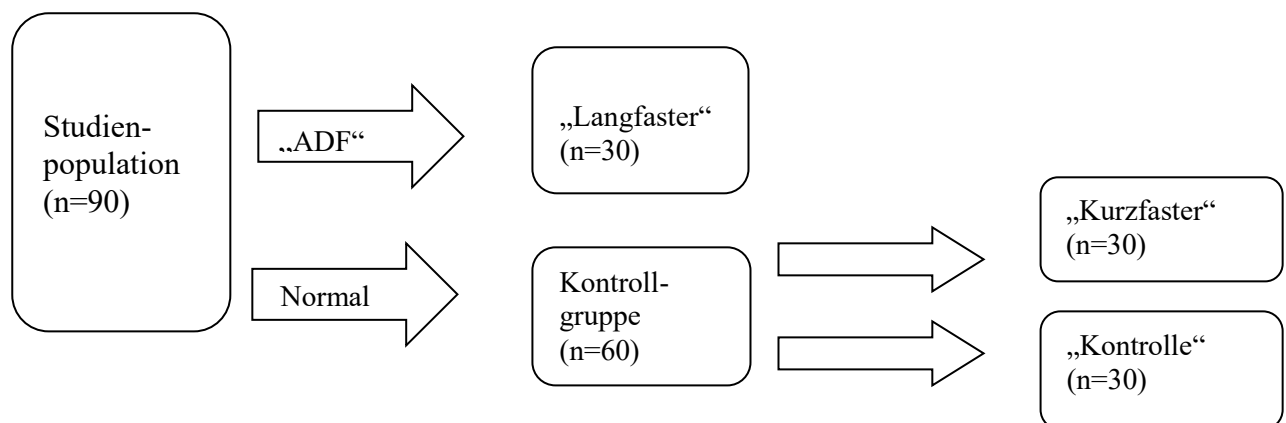 Studien-
population
(n=90)
„ADF“
Normal
„Langfaster“
(n=30)
Kontroll-
gruppe
(n=60)
„Kurzfaster“
(n=30)
„Kontrolle“
(n=30)